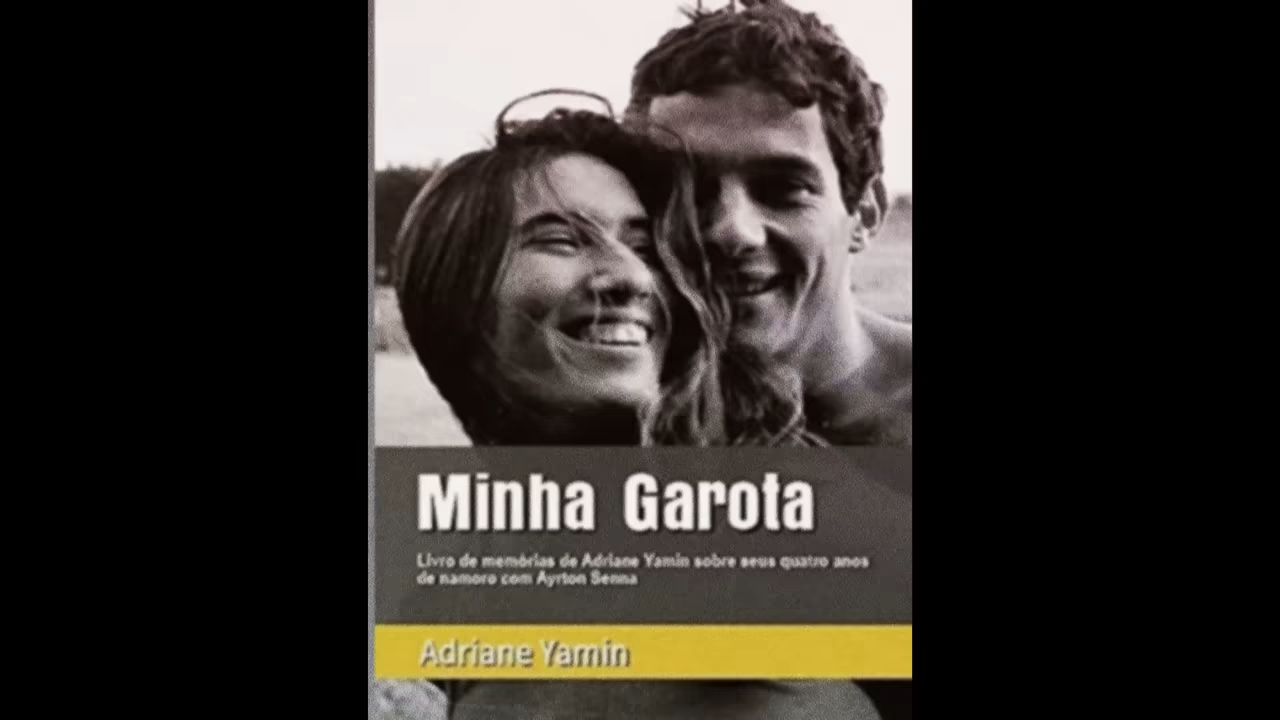 Minha Garota
Livro de memórias de Adriane Yamin sobre seus quatro anos
de namoro com Ayrton Senna
Adriane Yamin